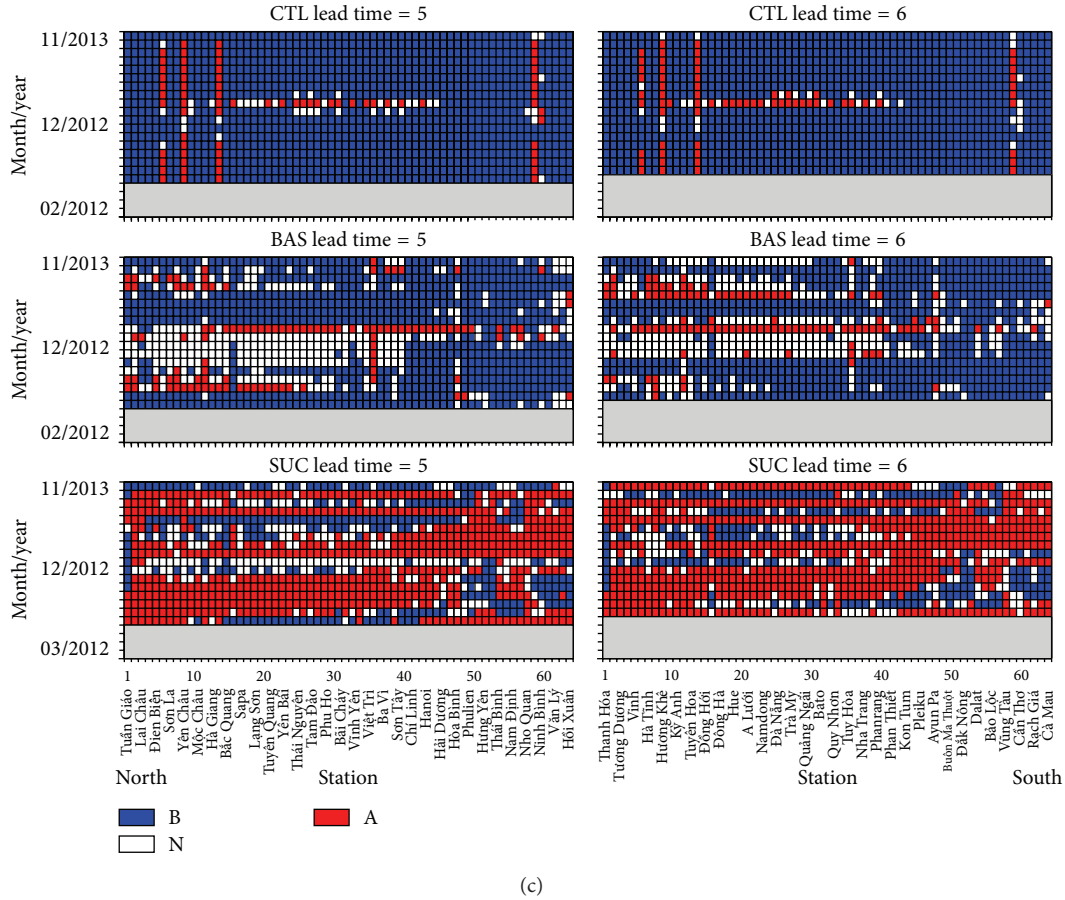 CTL lead time = 5
CTL lead time = 6
11/2013
12/2012
02/2012
Month/year
BAS lead time = 5
BAS lead time = 6
11/2013
12/2012
02/2012
SUC lead time = 5
SUC lead time = 6
11/2013
12/2012
03/2012
Month/year
1 10 20 30 40 50 60
1 10 20 30 40 50 60
Tuần Giáo
Lai Châu
Điện Biên
Sơn La
Yên Châu
Mộc Châu
Hà Giang
Bắc Quang
Sapa
Lạng Sơn
Tuyên Quang
Yên Bái
Thái Nguyên
Tam Đảo
Phu Ho
Bãi Cháy
Vĩnh Yên
Việt Trì
Ba Vì
Sơn Tây
Chí Linh
Hanoi
Hải Dương
Hòa Bình
Phulien
Hưng Yên
Thái Bình
Nam Định
Nho Quan
Ninh Bình
Văn Lý
Hồi Xuân
Thanh Hóa
Tương Dương
Vinh
Hà Tĩnh
Hương Khê
Kỳ Anh
Tuyên Hoa
Đồng Hới
Đông Hà
Hue
A Lưới
Namdong
Đà Nẵng
Trà My
Quảng Ngãi
Bato
Quy Nhơn
Tuy Hòa
Nha Trang
Phanrang
Phan Thiết
Kon Tum
Pleiku
Ayun Pa
Buôn Ma Thuột
Đắk Nông
Dalat
Bảo Lộc
Vũng Tàu
Cần Thơ
Rạch Giá
Cà Mau
North
Station
Station
South
B
A
N
(c)